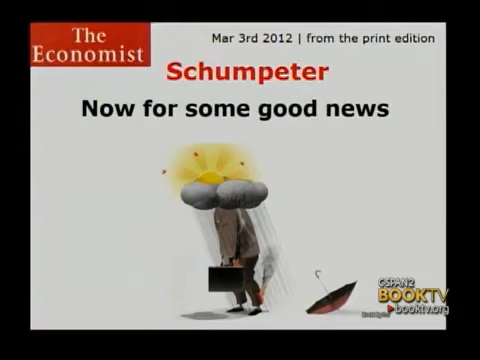 The
Economist
Mar 3rd 2012 | from the print edition
Schumpeter
Now for some good news
CSPAN2
BOOKTV
booktv.org